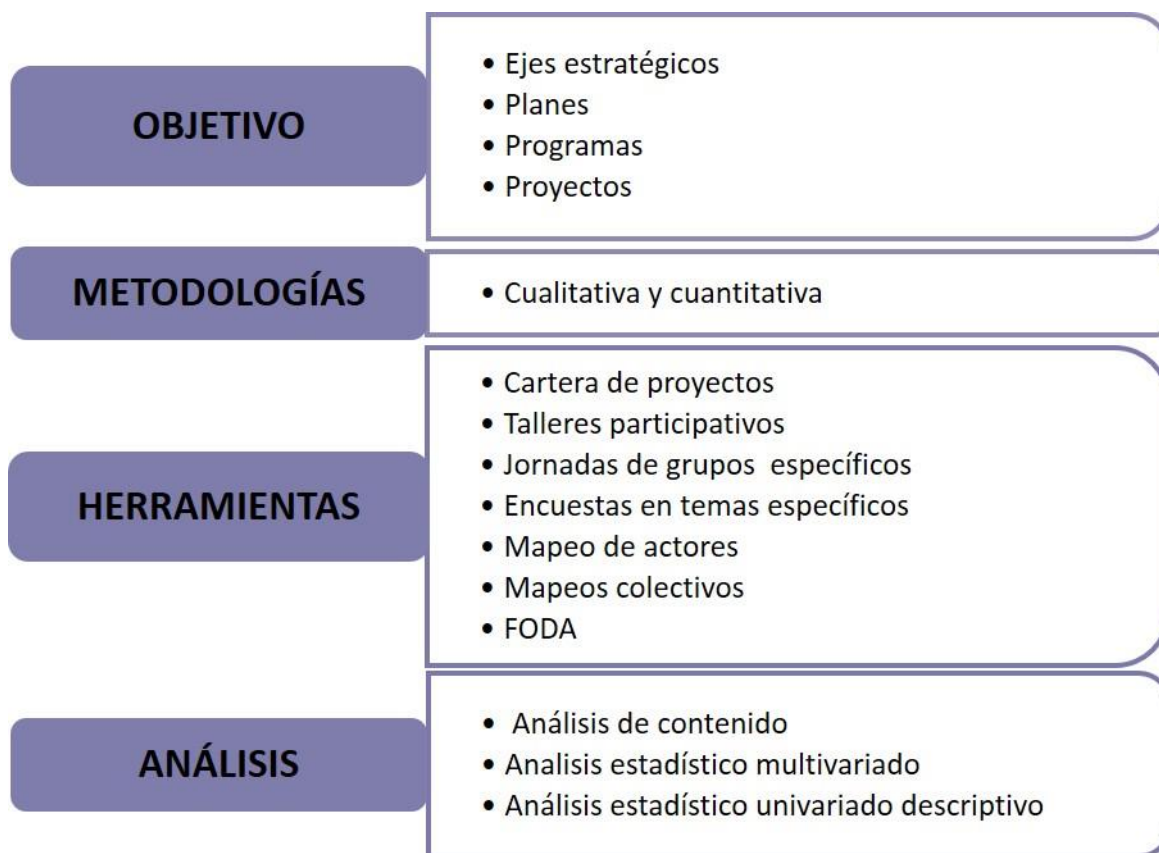 OBJETIVO
• Ejes estratégicos
• Planes
• Programas
• Proyectos
METODOLOGÍAS
• Cualitativa y cuantitativa
HERRAMIENTAS
• Cartera de proyectos
• Talleres participativos
• Jornadas de grupos específicos
• Encuestas en temas específicos
• Mapeo de actores
• Mapeos colectivos
• FODA
ANÁLISIS
• Análisis de contenido
• Analisis estadístico multivariado
• Análisis estadístico univariado descriptivo